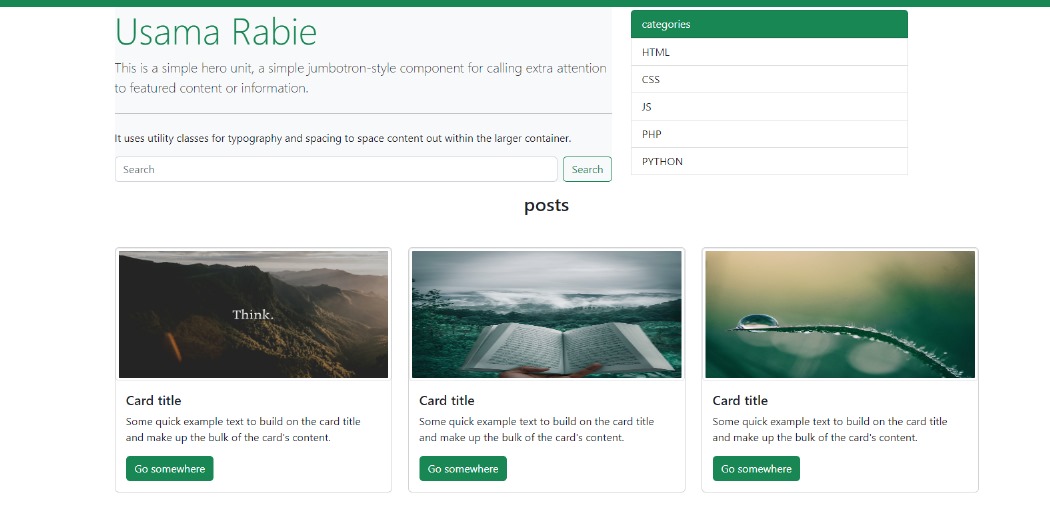 Usama Rabie
This is a simple hero unit, a simple jumbotron-style component for calling extra attention
to featured content or information.
It uses utility classes for typography and spacing to space content out within the larger container.
Search
Search
categories
HTML
CSS
JS
PHP
PYTHON
posts
Think.
Card title
Some quick example text to build on the card title
and make up the bulk of the card's content.
Go somewhere
Card title
Some quick example text to build on the card title
and make up the bulk of the card's content.
Go somewhere
Card title
Some quick example text to build on the card title
and make up the bulk of the card's content.
Go somewhere